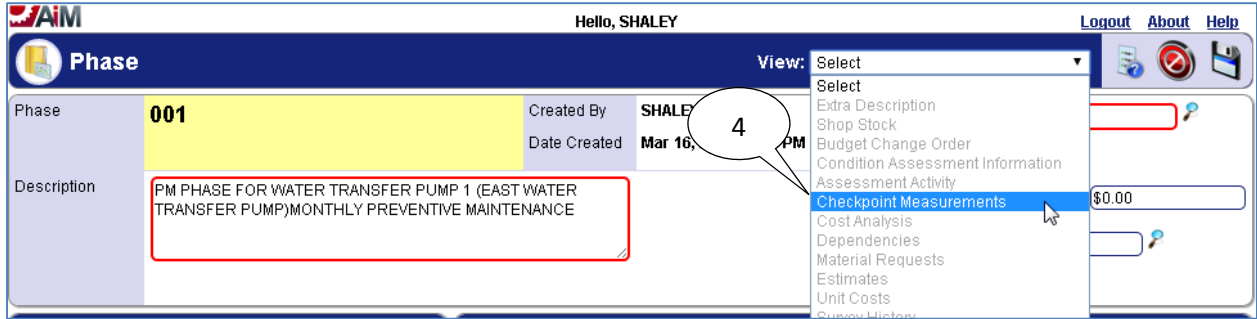 AiM
Hello, SHALEY
Logout About Help
Phase
View: Select
Select
Phase
001
Created By
SHALE
Extra Description
Shop Stock
4
Date Created
Mar 16,
PM
Budget Change Order
Condition Assessment Information
Description
PM PHASE FOR WATER TRANSFER PUMP 1 (EAST WATER
TRANSFER PUMP)MONTHLY PREVENTIVE MAINTENANCE
Assessment Activity
Checkpoint Measurements
$0.00
Cost Analysis
Dependencies
Material Requests
Estimates
Unit Costs
Survey History